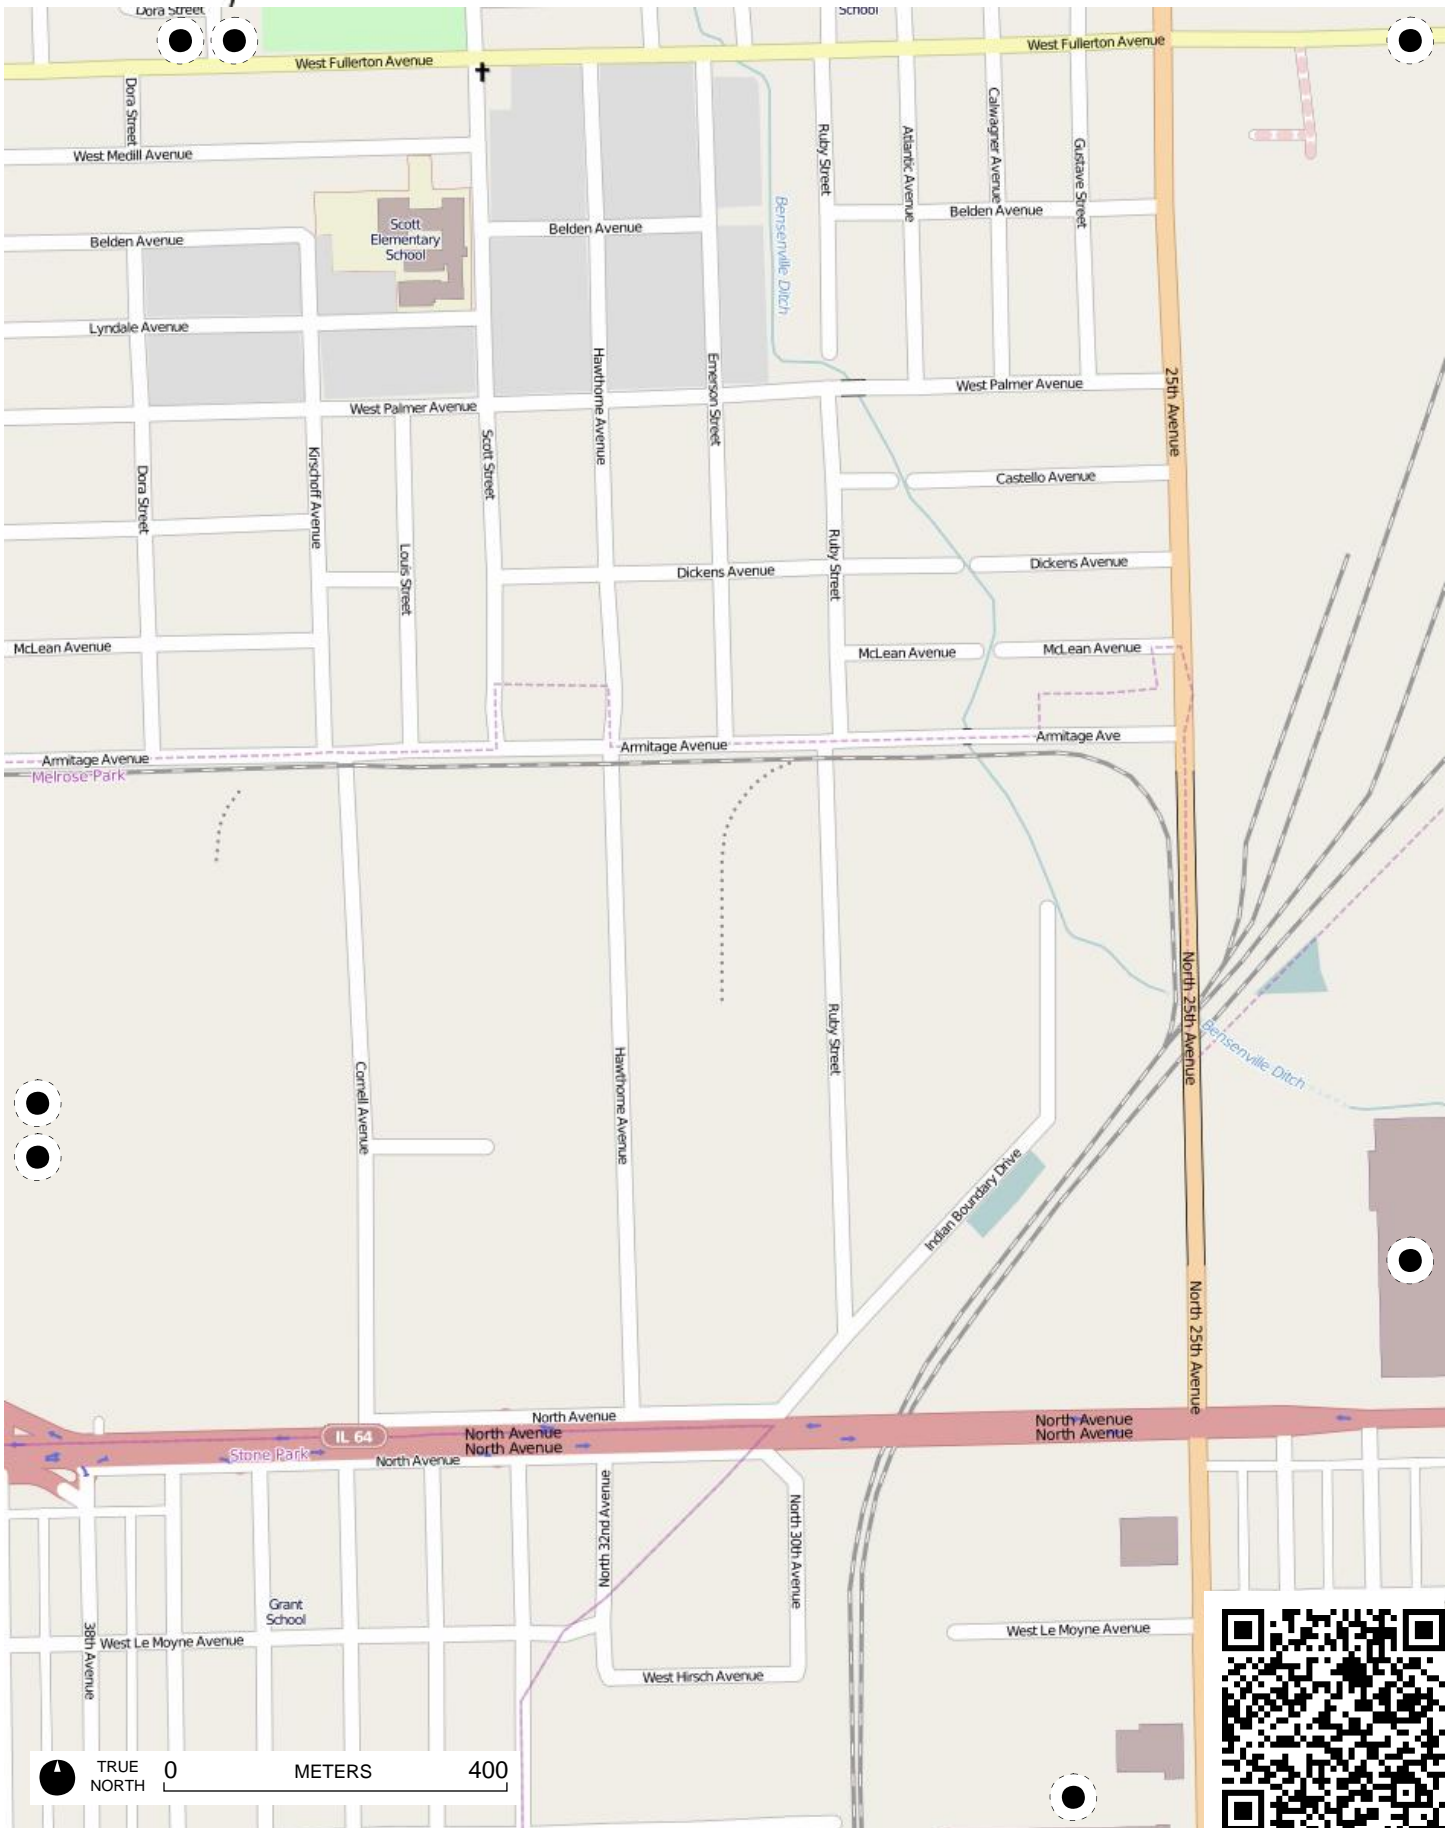 Dora Street
School
West Fullerton Avenue
West Fullerton Avenue
Dora Street
West Medill Avenue
Ruby Street
Atlantic Avenue
Calwagner Avenue
Gustave Street
Belden Avenue
Scott
Elementary
School
Belden Avenue
Belden Avenue
Bensenville Ditch
Lyndale Avenue
Hawthorne Avenue
Emerson Street
West Palmer Avenue
25th Avenue
West Palmer Avenue
Scott Street
Kirschoff Avenue
Dora Street
Castello Avenue
Louis Street
Ruby Street
Dickens Avenue
Dickens Avenue
McLean Avenue
McLean Avenue
McLean Avenue
Armitage Avenue
Armitage Avenue
Armitage Ave
Melrose Park
North 25th Avenue
Ruby Street
Bensenville Ditch
Cornell Avenue
Hawthorne Avenue
Indian Boundary Drive
North 25th Avenue
North Avenue
IL 64
North Avenue
North Avenue
North Avenue
North Avenue
Stone Park
North Avenue
North 32nd Avenue
North 30th Avenue
Grant
School
38th Avenue
West Le Moyne Avenue
West Le Moyne Avenue
West Hirsch Avenue
TRUE
NORTH
0 METERS 400